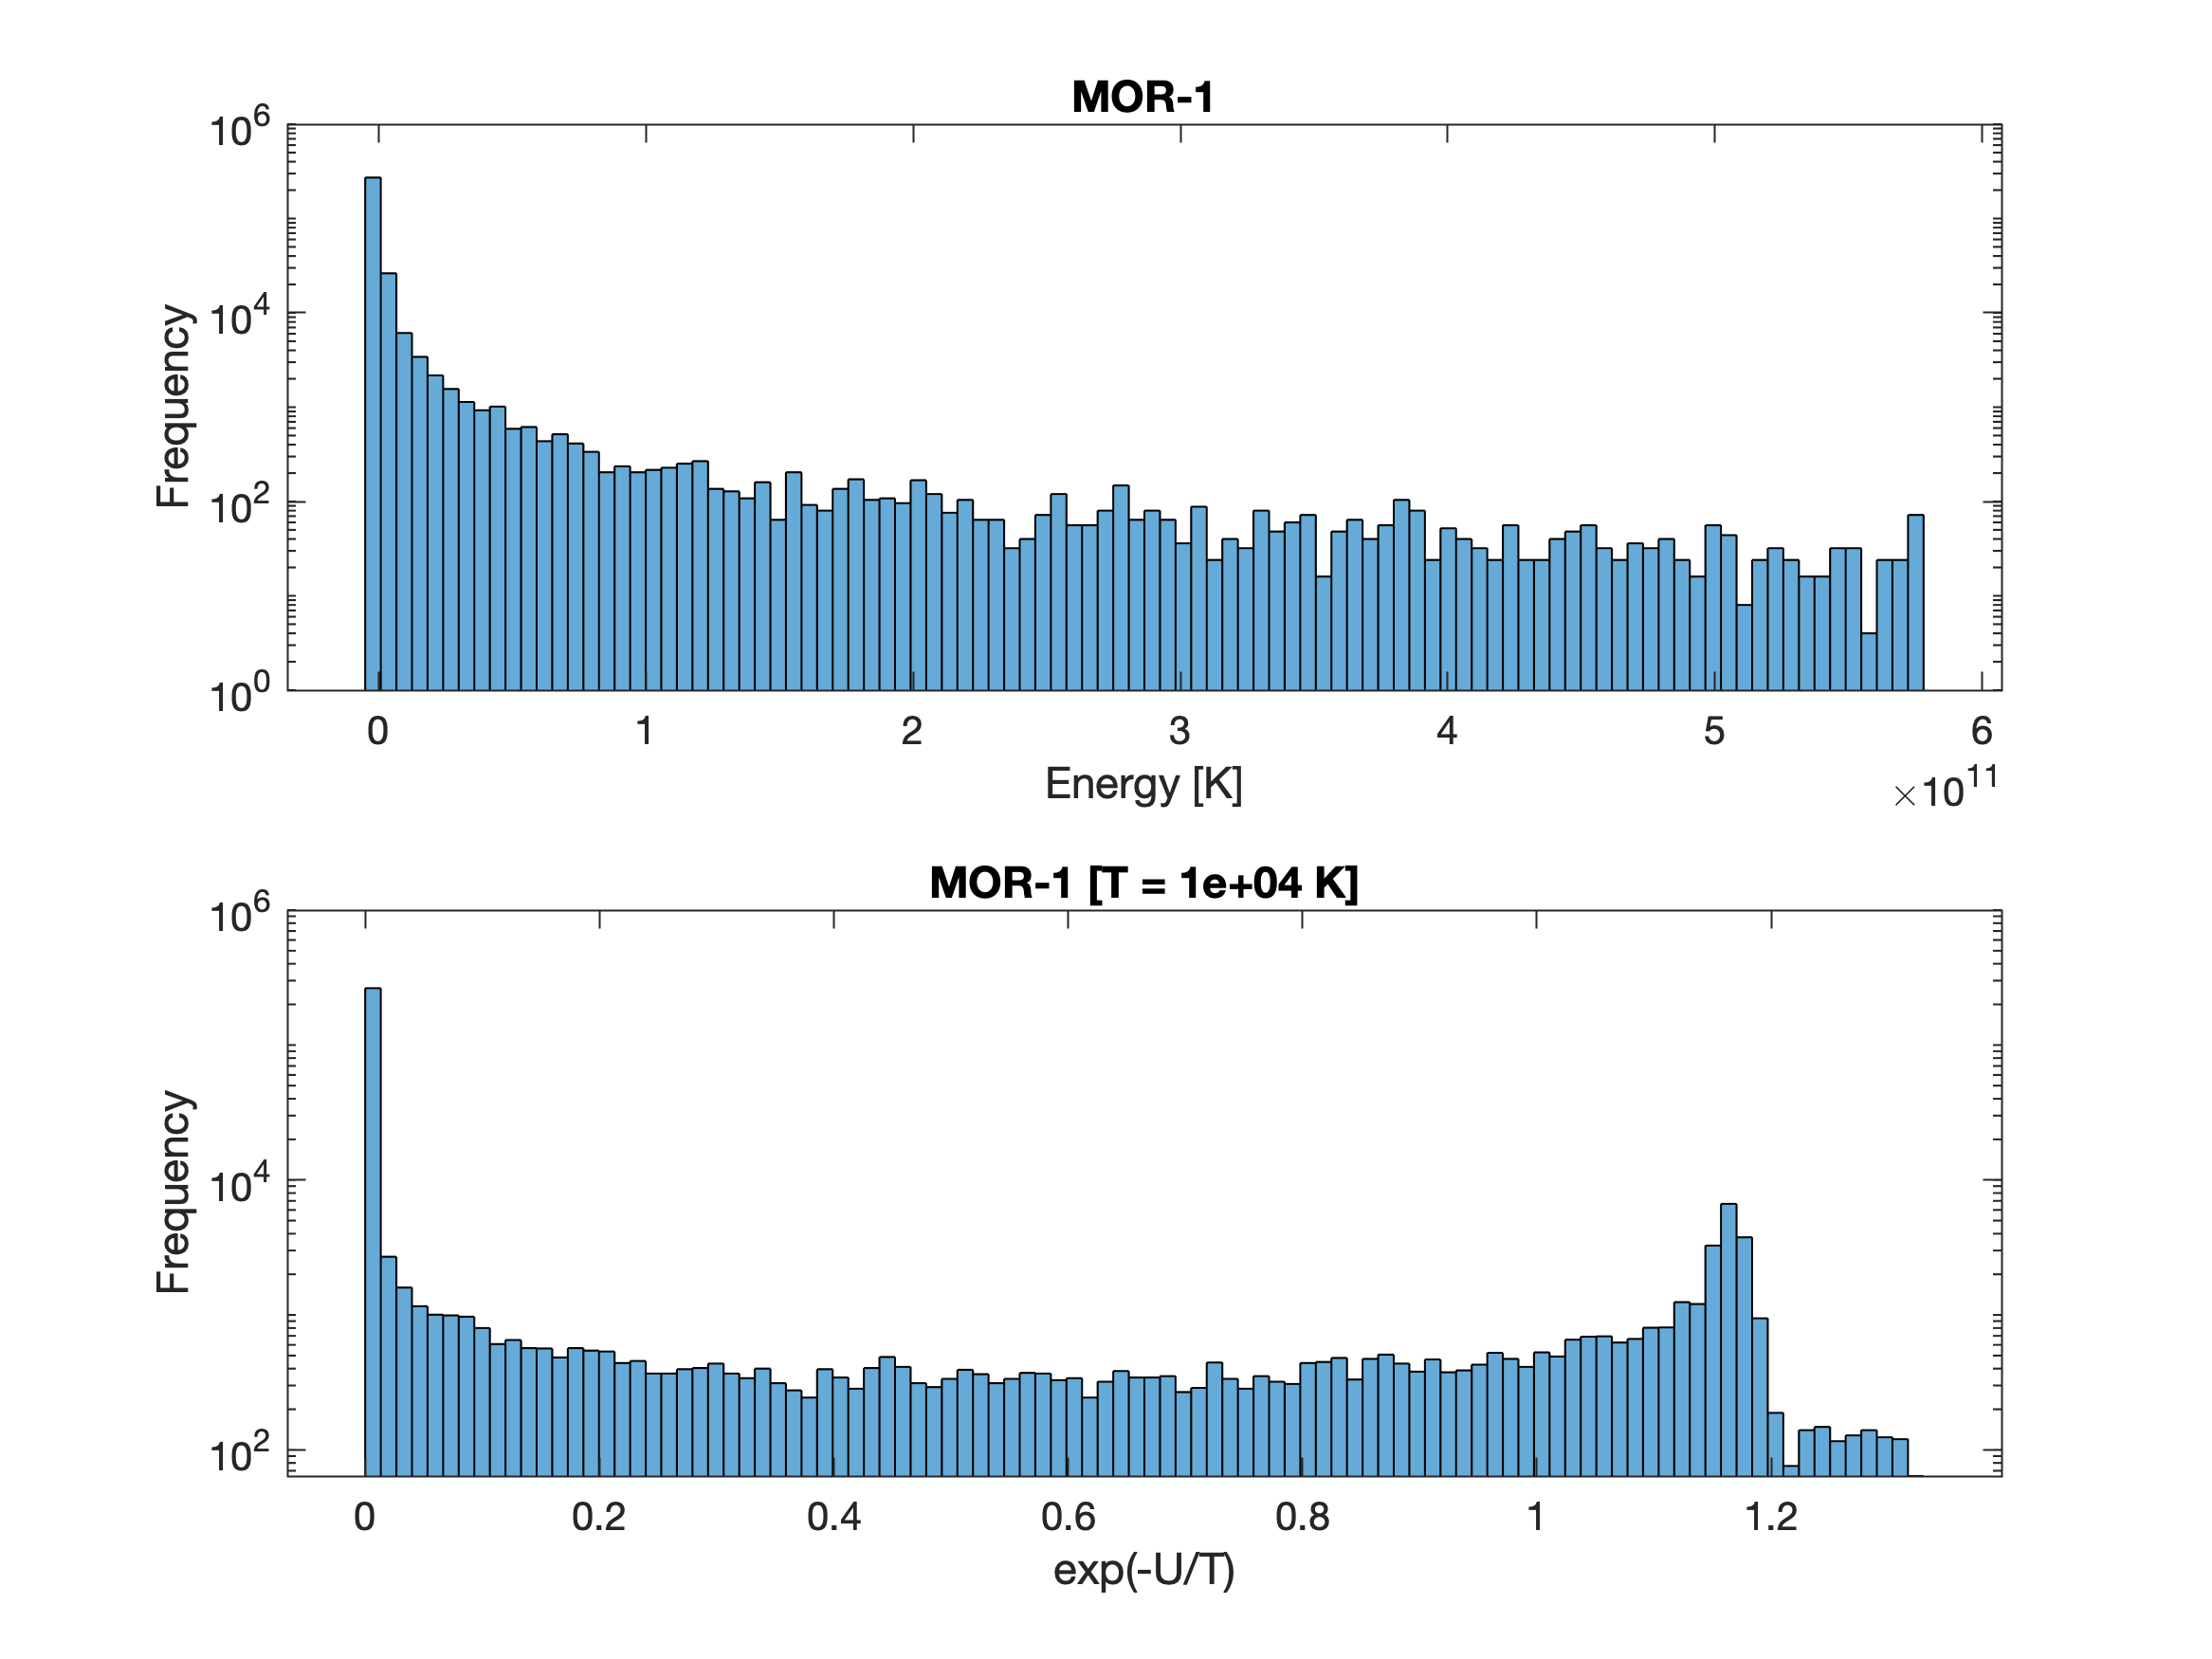 MOR-1
10^6
10^4
10^2
10^0
Frequency
0 1 2 3 4 5 6
Energy [K]
×10^11
MOR-1 [T = 1e+04 K]
10^6
10^4
10^2
Frequency
0 0.2 0.4 0.6 0.8 1 1.2
exp(-U/T)